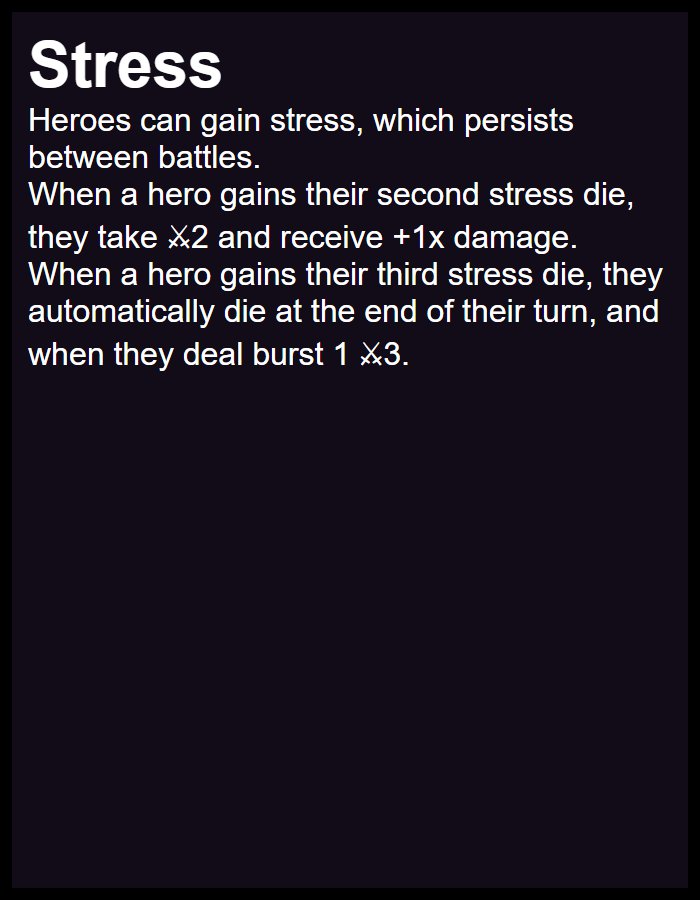 Stress
Heroes can gain stress, which persists
between battles.
When a hero gains their second stress die,
they take ⚔2 and receive +1x damage.
When a hero gains their third stress die, they
automatically die at the end of their turn, and
when they deal burst 1 ⚔3.